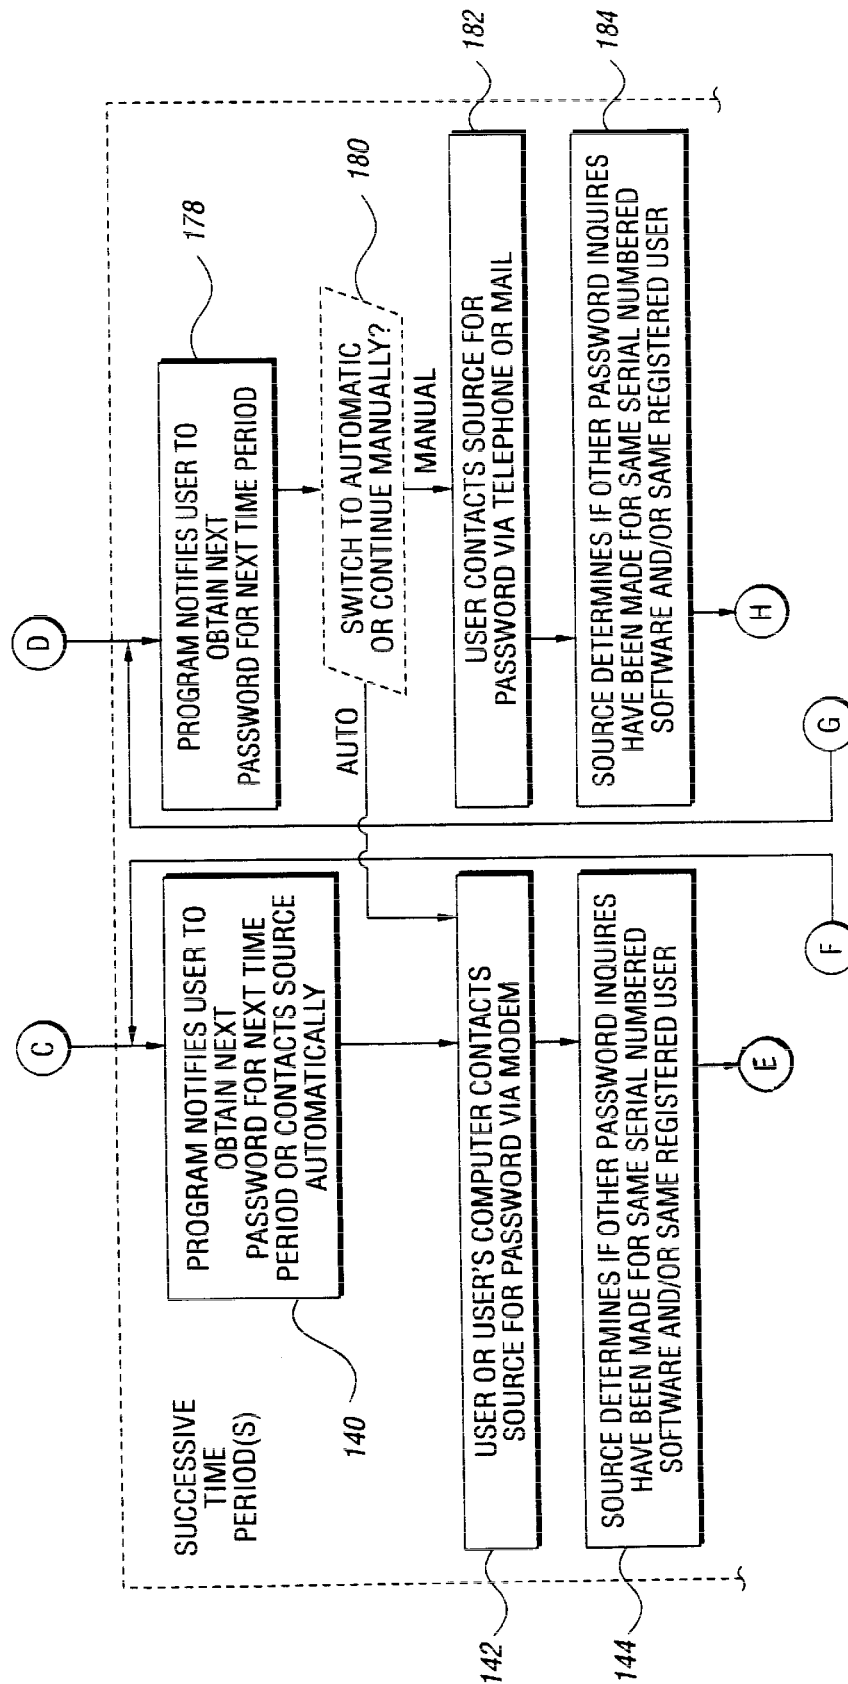 C
D
SUCCESSIVE
TIME
PERIOD(S)
PROGRAM NOTIFIES USER TO
OBTAIN NEXT
PASSWORD FOR NEXT TIME
PERIOD OR CONTACTS SOURCE
AUTOMATICALLY
140
PROGRAM NOTIFIES USER TO
OBTAIN NEXT
PASSWORD FOR NEXT TIME PERIOD
178
SWITCH TO AUTOMATIC
OR CONTINUE MANUALLY?
180
AUTO
MANUAL
USER OR USER'S COMPUTER CONTACTS
SOURCE FOR PASSWORD VIA MODEM
142
USER CONTACTS SOURCE FOR
PASSWORD VIA TELEPHONE OR MAIL
182
SOURCE DETERMINES IF OTHER PASSWORD INQUIRES
HAVE BEEN MADE FOR SAME SERIAL NUMBERED
SOFTWARE AND/OR SAME REGISTERED USER
144
SOURCE DETERMINES IF OTHER PASSWORD INQUIRES
HAVE BEEN MADE FOR SAME SERIAL NUMBERED
SOFTWARE AND/OR SAME REGISTERED USER
184
E
F
G
H